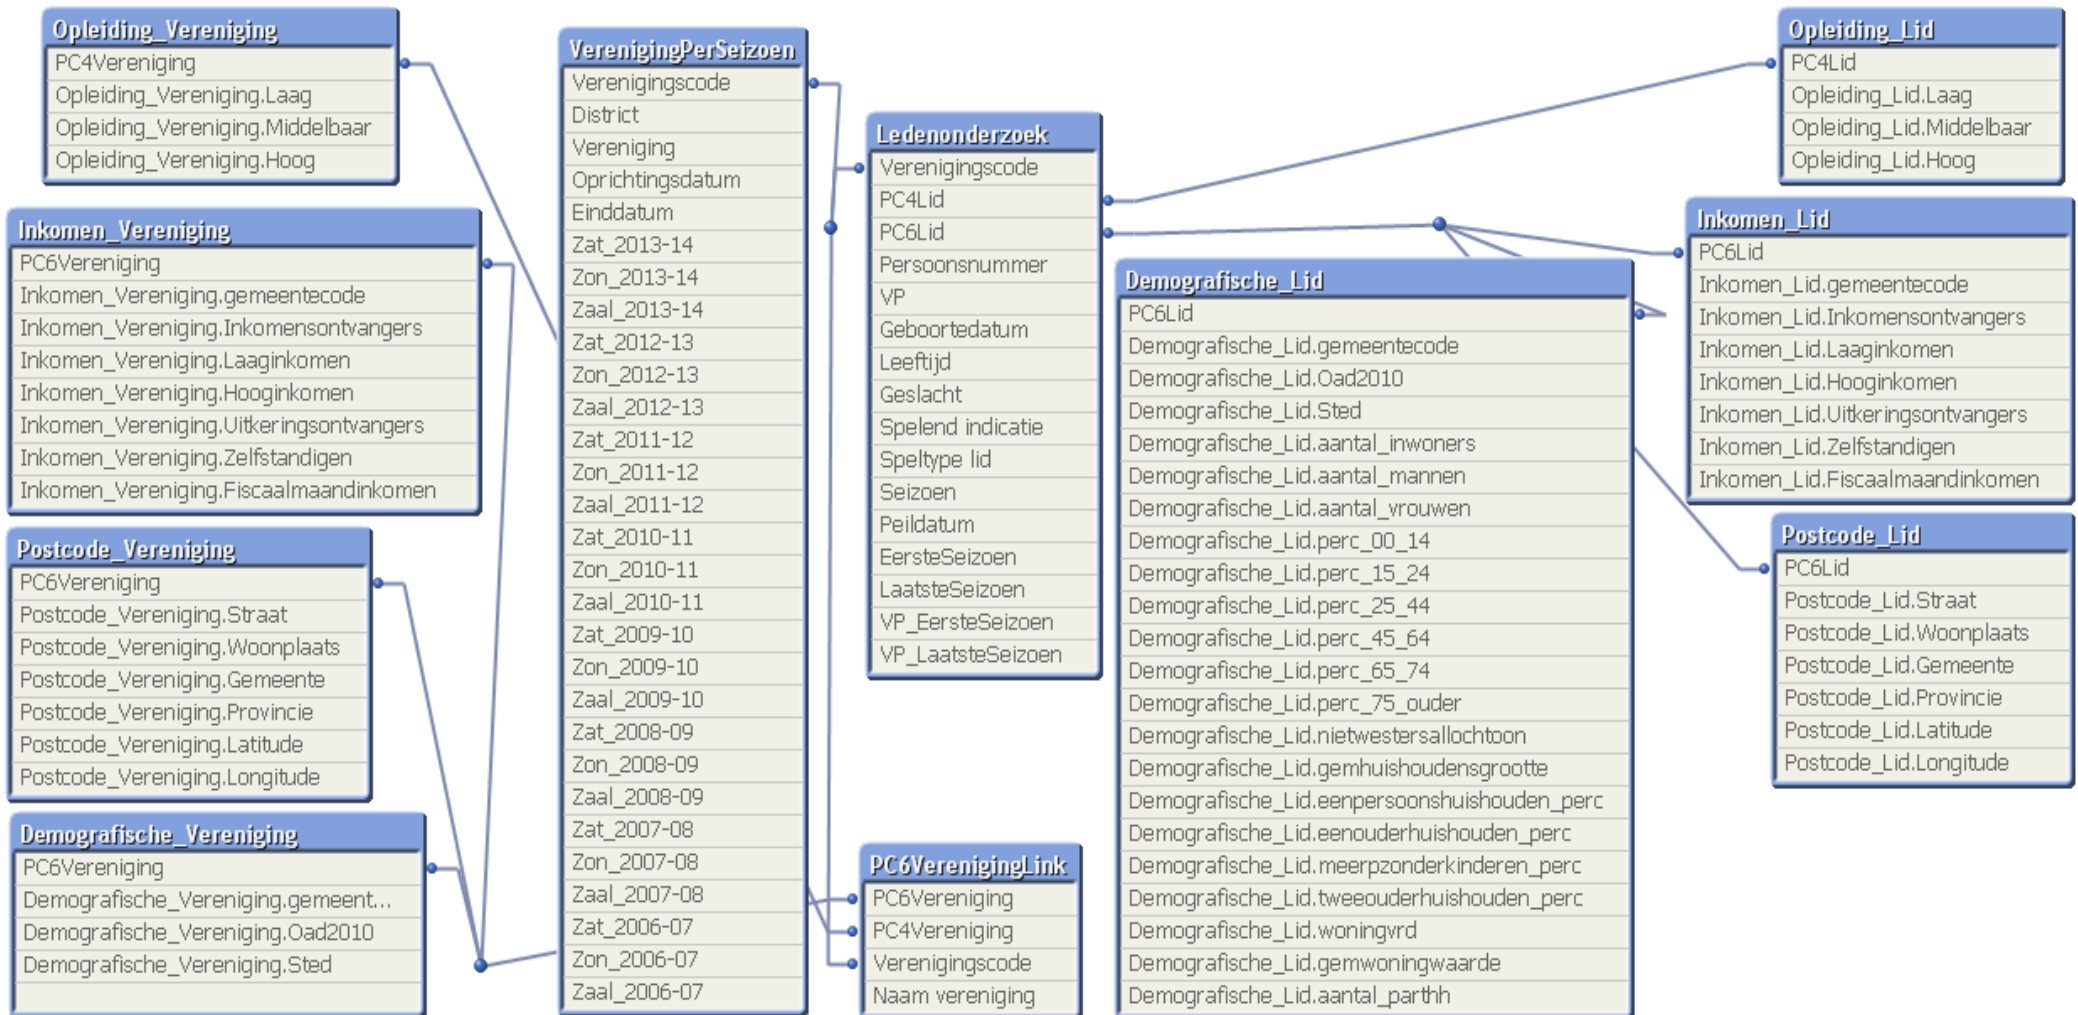 Opleiding_Vereniging
PC4Vereniging
Opleiding_Vereniging.Laag
Opleiding_Vereniging.Middelbaar
Opleiding_Vereniging.Hoog
Inkomen_Vereniging
PC6Vereniging
Inkomen_Vereniging.gemeentecode
Inkomen_Vereniging.Inkomensontvangers
Inkomen_Vereniging.Laaginkomen
Inkomen_Vereniging.Hooginkomen
Inkomen_Vereniging.Uitkeringsontvangers
Inkomen_Vereniging.Zelfstandigen
Inkomen_Vereniging.Fiscaalmaandinkomen
Postcode_Vereniging
PC6Vereniging
Postcode_Vereniging.Straat
Postcode_Vereniging.Woonplaats
Postcode_Vereniging.Gemeente
Postcode_Vereniging.Provincie
Postcode_Vereniging.Latitude
Postcode_Vereniging.Longitude
Demografische_Vereniging
PC6Vereniging
Demografische_Vereniging.gemeent...
Demografische_Vereniging.Oad2010
Demografische_Vereniging.Sted
VerenigingPerSeizoen
Verenigingscode
District
Vereniging
Oprichtingsdatum
Einddatum
Zat_2013-14
Zon_2013-14
Zaal_2013-14
Zat_2012-13
Zon_2012-13
Zaal_2012-13
Zat_2011-12
Zon_2011-12
Zaal_2011-12
Zat_2010-11
Zon_2010-11
Zaal_2010-11
Zat_2009-10
Zon_2009-10
Zaal_2009-10
Zat_2008-09
Zon_2008-09
Zaal_2008-09
Zat_2007-08
Zon_2007-08
Zaal_2007-08
Zat_2006-07
Zon_2006-07
Zaal_2006-07
Ledenonderzoek
Verenigingscode
PC4Lid
PC6Lid
Persoonsnummer
VP
Geboortedatum
Leeftijd
Geslacht
Spelend indicatie
Speltype lid
Seizoen
Peildatum
EersteSeizoen
LaatsteSeizoen
VP_EersteSeizoen
VP_LaatsteSeizoen
PC6VerenigingLink
PC6Vereniging
PC4Vereniging
Verenigingscode
Naam vereniging
Demografische_Lid
PC6Lid
Demografische_Lid.gemeentecode
Demografische_Lid.Oad2010
Demografische_Lid.Sted
Demografische_Lid.aantal_inwoners
Demografische_Lid.aantal_mannen
Demografische_Lid.aantal_vrouwen
Demografische_Lid.perc_00_14
Demografische_Lid.perc_15_24
Demografische_Lid.perc_25_44
Demografische_Lid.perc_45_64
Demografische_Lid.perc_65_74
Demografische_Lid.perc_75_ouder
Demografische_Lid.nietwestersallochtoon
Demografische_Lid.gemhuishoudensgrootte
Demografische_Lid.eenpersoonshuishouden_perc
Demografische_Lid.eenouderhuishouden_perc
Demografische_Lid.meerpzonderkinderen_perc
Demografische_Lid.tweeouderhuishouden_perc
Demografische_Lid.woningvrd
Demografische_Lid.gemwoningwaarde
Demografische_Lid.aantal_parthh
Opleiding_Lid
PC4Lid
Opleiding_Lid.Laag
Opleiding_Lid.Middelbaar
Opleiding_Lid.Hoog
Inkomen_Lid
PC6Lid
Inkomen_Lid.gemeentecode
Inkomen_Lid.Inkomensontvangers
Inkomen_Lid.Laaginkomen
Inkomen_Lid.Hooginkomen
Inkomen_Lid.Uitkeringsontvangers
Inkomen_Lid.Zelfstandigen
Inkomen_Lid.Fiscaalmaandinkomen
Postcode_Lid
PC6Lid
Postcode_Lid.Straat
Postcode_Lid.Woonplaats
Postcode_Lid.Gemeente
Postcode_Lid.Provincie
Postcode_Lid.Latitude
Postcode_Lid.Longitude